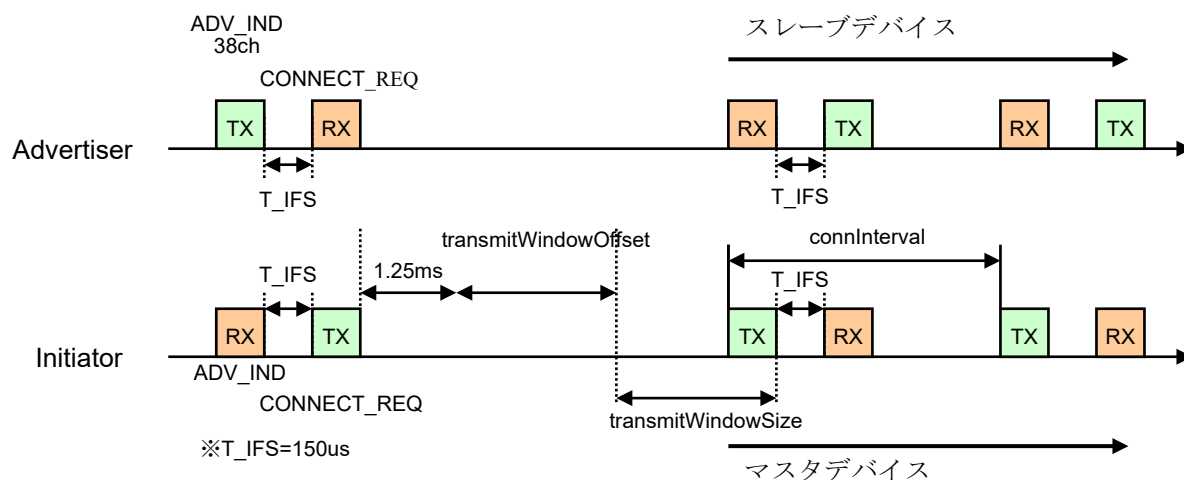 ADV_IND
38ch
スレーブデバイス
CONNECT_REQ
TX
RX
RX
TX
RX
TX
Advertiser
T_IFS
T_IFS
transmitWindowOffset
connInterval
T_IFS
1.25ms
T_IFS
RX
TX
TX
RX
TX
RX
Initiator
ADV_IND
CONNECT_REQ
transmitWindowSize
※T_IFS=150us
マスタデバイス